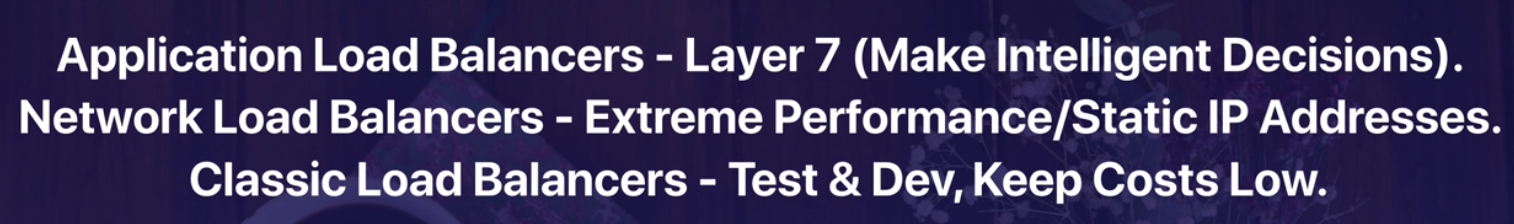 Application Load Balancers - Layer 7 (Make Intelligent Decisions).
Network Load Balancers - Extreme Performance/Static IP Addresses.
Classic Load Balancers - Test & Dev, Keep Costs Low.